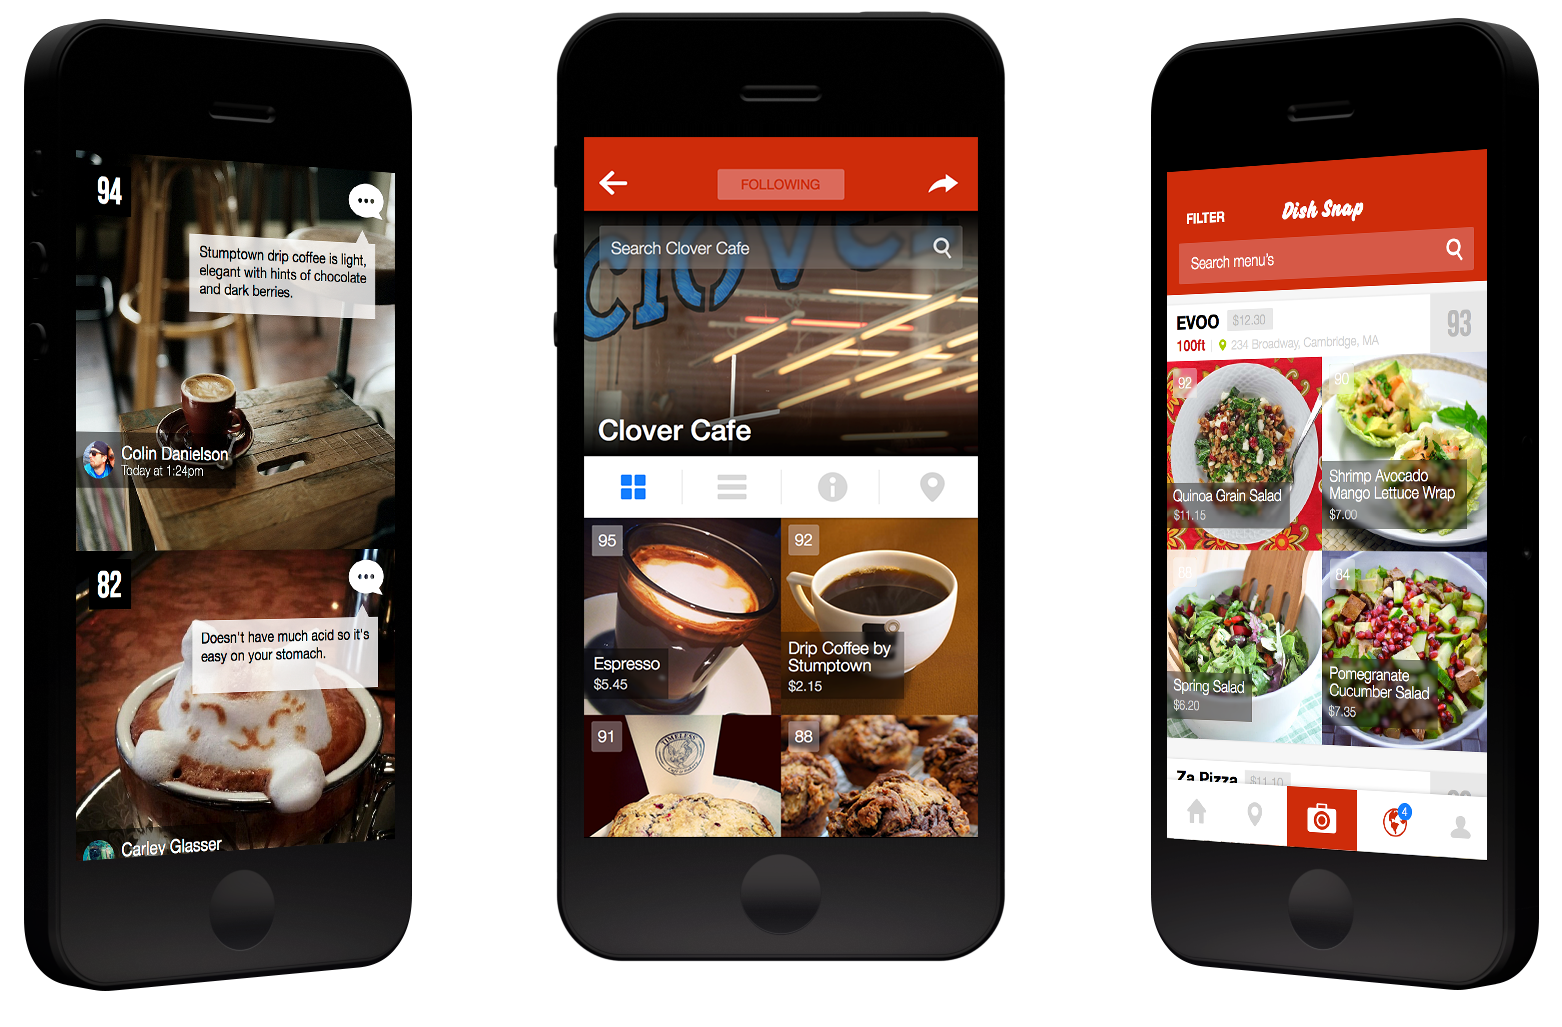 94
Stumptown drip coffee is light,
elegant with hints of chocolate
and dark berries.
Colin Danielson
Today at 1:24pm
82
Doesn't have much acid so it's
easy on your stomach.
Carley Glasser
FOLLOWING
Search Clover Cafe
clover
Clover Cafe
95
Espresso
$5.45
92
Drip Coffee by
Stumptown
$2.15
91
TIMELESS
88
FILTER
Dish Snap
Search menu's
EVOO
$12.30
93
100ft
234 Broadway, Cambridge, MA
92
Quinoa Grain Salad
$11.15
90
Shrimp Avocado
Mango Lettuce Wrap
$7.00
88
Spring Salad
$6.20
84
Pomegranate
Cucumber Salad
$7.35
Za Pizza
$11.10
4